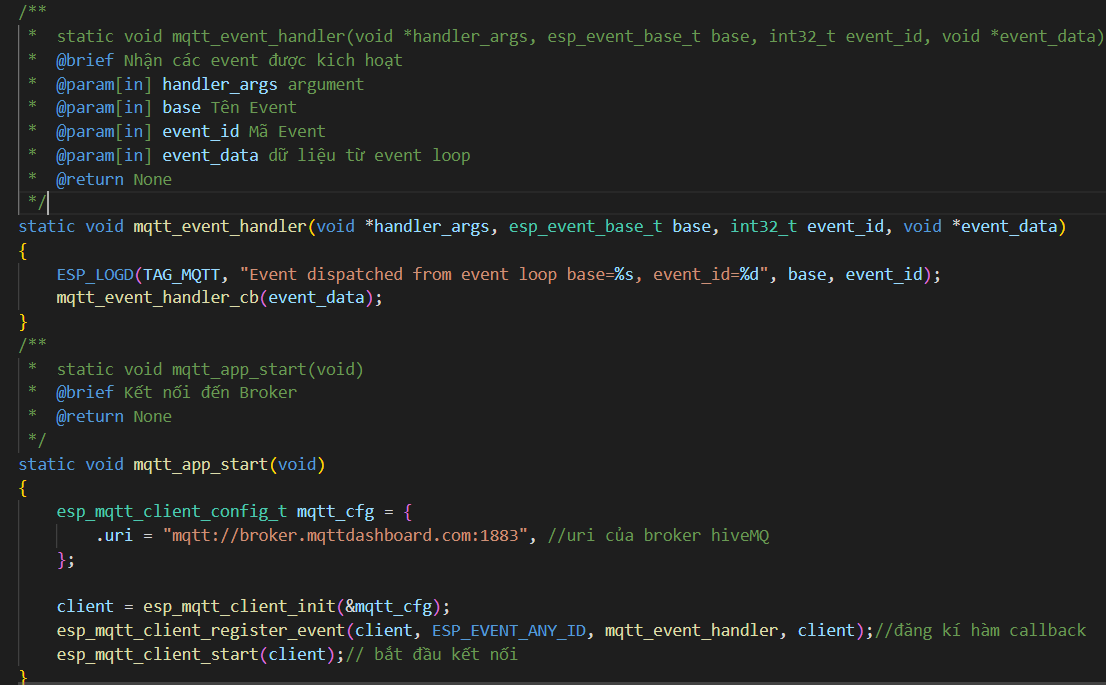 /**
 *  static void mqtt_event_handler(void *handler_args, esp_event_base_t base, int32_t event_id, void *event_data)
 *  @brief Nhận các event được kich hoạt
 *  @param[in] handler_args argument
 *  @param[in] base Tên Event
 *  @param[in] event_id Mã Event
 *  @param[in] event_data dữ liệu từ event loop
 *  @return None
 */
static void mqtt_event_handler(void *handler_args, esp_event_base_t base, int32_t event_id, void *event_data)
{
    ESP_LOGD(TAG_MQTT, "Event dispatched from event loop base=%s, event_id=%d", base, event_id);
    mqtt_event_handler_cb(event_data);
}
/**
 *  static void mqtt_app_start(void)
 *  @brief Kết nối đến Broker
 *  @return None
 */
static void mqtt_app_start(void)
{
    esp_mqtt_client_config_t mqtt_cfg = {
        .uri = "mqtt://broker.mqttdashboard.com:1883", //uri của broker hiveMQ
    };
    client = esp_mqtt_client_init(&mqtt_cfg);
    esp_mqtt_client_register_event(client, ESP_EVENT_ANY_ID, mqtt_event_handler, client);//đăng kí hàm callback
    esp_mqtt_client_start(client);// bắt đầu kết nối
}